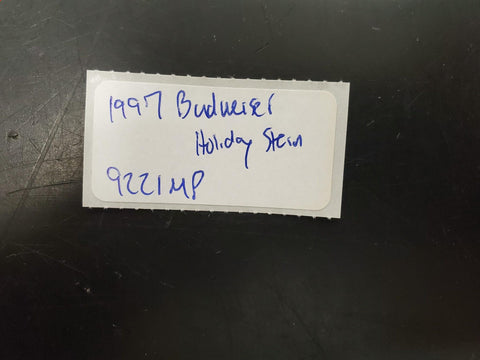 1997 Budweiser
Holiday Stein
9221MP